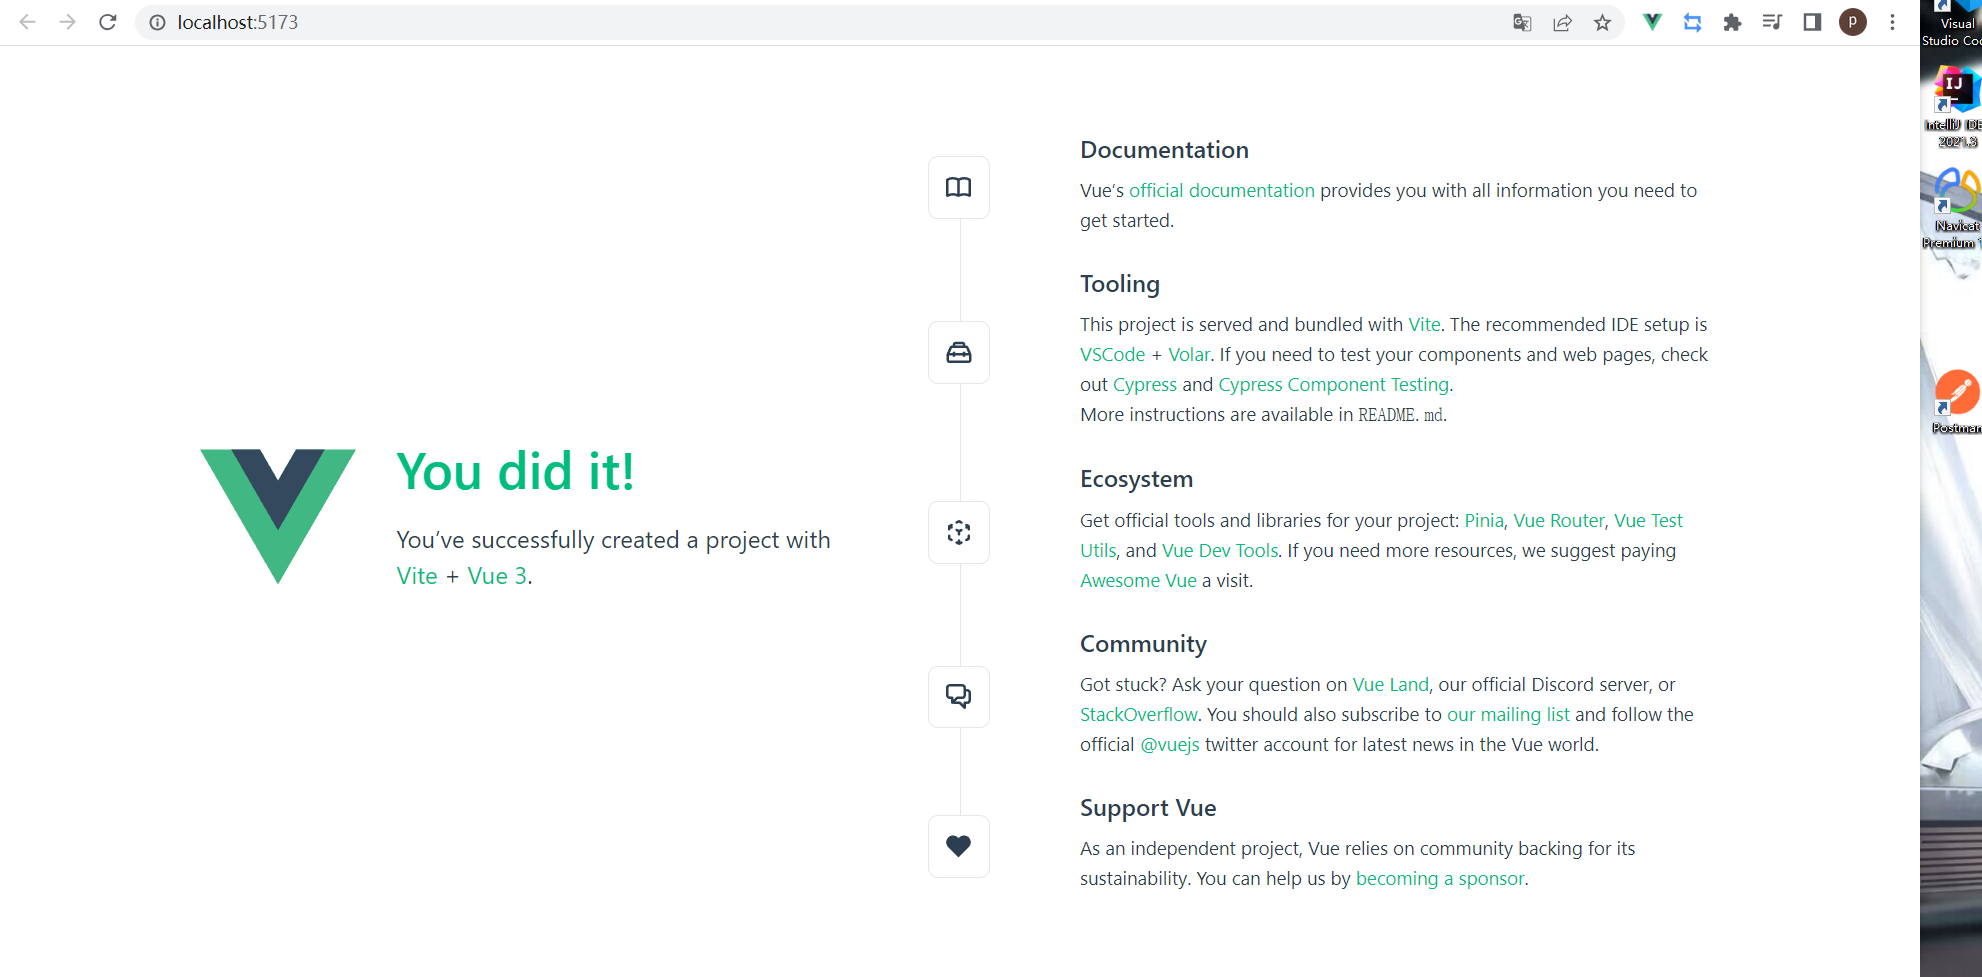 localhost:5173
P
You did it!
You've successfully created a project with
Vite + Vue 3.
Documentation
Vue's official documentation provides you with all information you need to
get started.
Tooling
This project is served and bundled with Vite. The recommended IDE setup is
VSCode + Volar. If you need to test your components and web pages, check
out Cypress and Cypress Component Testing.
More instructions are available in README.md.
Ecosystem
Get official tools and libraries for your project: Pinia, Vue Router, Vue Test
Utils, and Vue Dev Tools. If you need more resources, we suggest paying
Awesome Vue a visit.
Community
Got stuck? Ask your question on Vue Land, our official Discord server, or
StackOverflow. You should also subscribe to our mailing list and follow the
official @vuejs twitter account for latest news in the Vue world.
Support Vue
As an independent project, Vue relies on community backing for its
sustainability. You can help us by becoming a sponsor.
Visual
Studio
IJ
IntelliJ
2021.3
Navicat
Premium
Postman